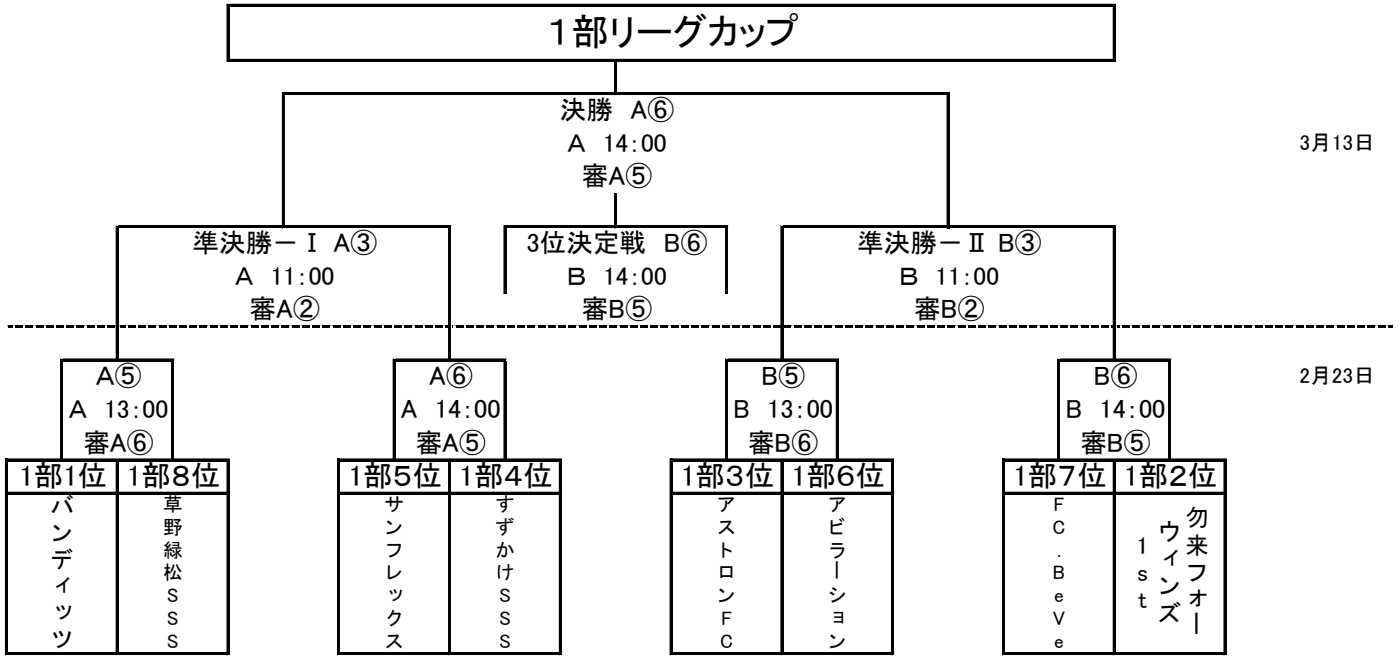 １部リーグカップ
決勝 A⑥
A 14:00
審A⑤
3月13日
準決勝－Ⅰ A③
A 11:00
審A②
3位決定戦 B⑥
B 14:00
審B⑤
準決勝－Ⅱ B③
B 11:00
審B②
2月23日
A⑤
A 13:00
審A⑥
A⑥
A 14:00
審A⑤
B⑤
B 13:00
審B⑥
B⑥
B 14:00
審B⑤
1部1位
1部8位
1部5位
1部4位
1部3位
1部6位
1部7位
1部2位
バンディッツ
草野緑松SSS
サンフレックス
すずかけSSS
アストロンFC
アビラーション
FC.BeVe
勿来フォー
ウィンズ
1st